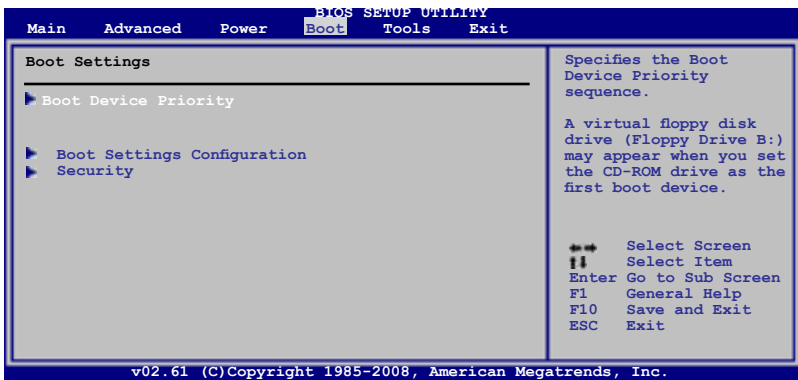 BIOS SETUP UTILITY
Main Advanced Power Boot Tools Exit
Boot Settings
Boot Device Priority
Boot Settings Configuration
Security
Specifies the Boot
Device Priority
sequence.
A virtual floppy disk
drive (Floppy Drive B:)
may appear when you set
the CD-ROM drive as the
first boot device.
Select Screen
Select Item
Enter Go to Sub Screen
F1 General Help
F10 Save and Exit
ESC Exit
v02.61 (C)Copyright 1985-2008, American Megatrends, Inc.